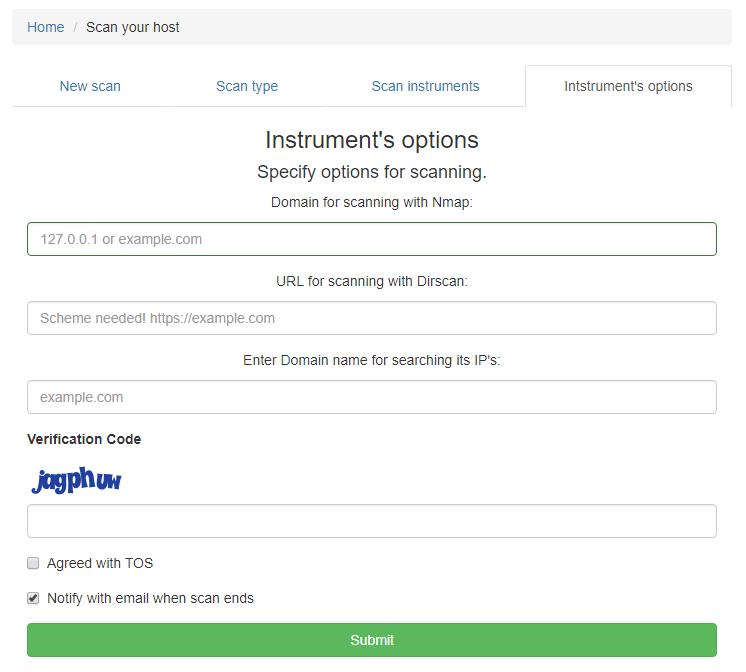 Home / Scan your host
New scan Scan type Scan instruments Intstrument's options
Instrument's options
Specify options for scanning.
Domain for scanning with Nmap:
127.0.0.1 or example.com
URL for scanning with Dirscan:
Scheme needed! https://example.com
Enter Domain name for searching its IP's:
example.com
Verification Code
jagphuw
Agreed with TOS
Notify with email when scan ends
Submit